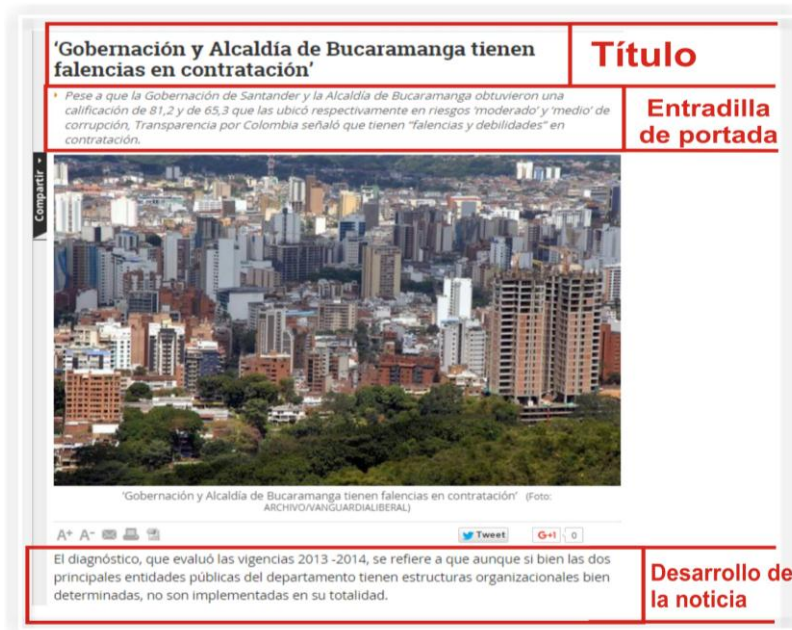 ‘Gobernación y Alcaldía de Bucaramanga tienen
falencias en contratación’
Título
Pese a que la Gobernación de Santander y la Alcaldía de Bucaramanga obtuvieron una
calificación de 81,2 y de 65,3 que las ubicó respectivamente en riesgos ‘moderado’ y ‘medio’ de
corrupción, Transparencia por Colombia señaló que tienen “falencias y debilidades” en
contratación.
Entradilla
de portada
Compartir
‘Gobernación y Alcaldía de Bucaramanga tienen falencias en contratación’ (Foto:
ARCHIVO/VANGUARDIALIBERAL)
A+ A- Tweet G+1 0
El diagnóstico, que evaluó las vigencias 2013 -2014, se refiere a que aunque si bien las dos
principales entidades públicas del departamento tienen estructuras organizacionales bien
determinadas, no son implementadas en su totalidad.
Desarrollo de
la noticia